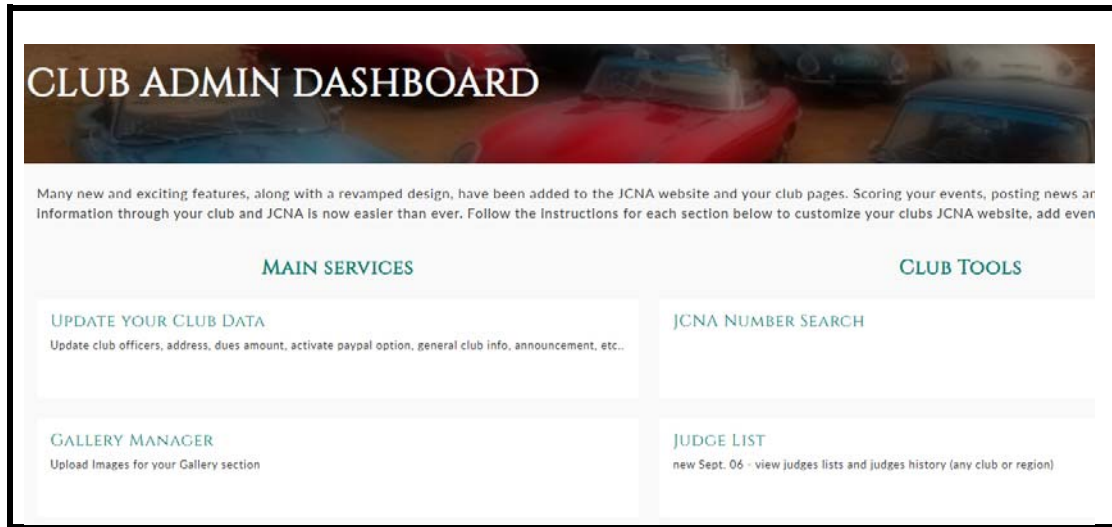 CLUB ADMIN DASHBOARD
Many new and exciting features, along with a revamped design, have been added to the JCNA website and your club pages. Scoring your events, posting news an
information through your club and JCNA is now easier than ever. Follow the instructions for each section below to customize your clubs JCNA website, add even
MAIN SERVICES
CLUB TOOLS
UPDATE YOUR CLUB DATA
Update club officers, address, dues amount, activate paypal option, general club info, announcement, etc..
JCNA NUMBER SEARCH
GALLERY MANAGER
Upload Images for your Gallery section
JUDGE LIST
new Sept. 06 - view judges lists and judges history (any club or region)